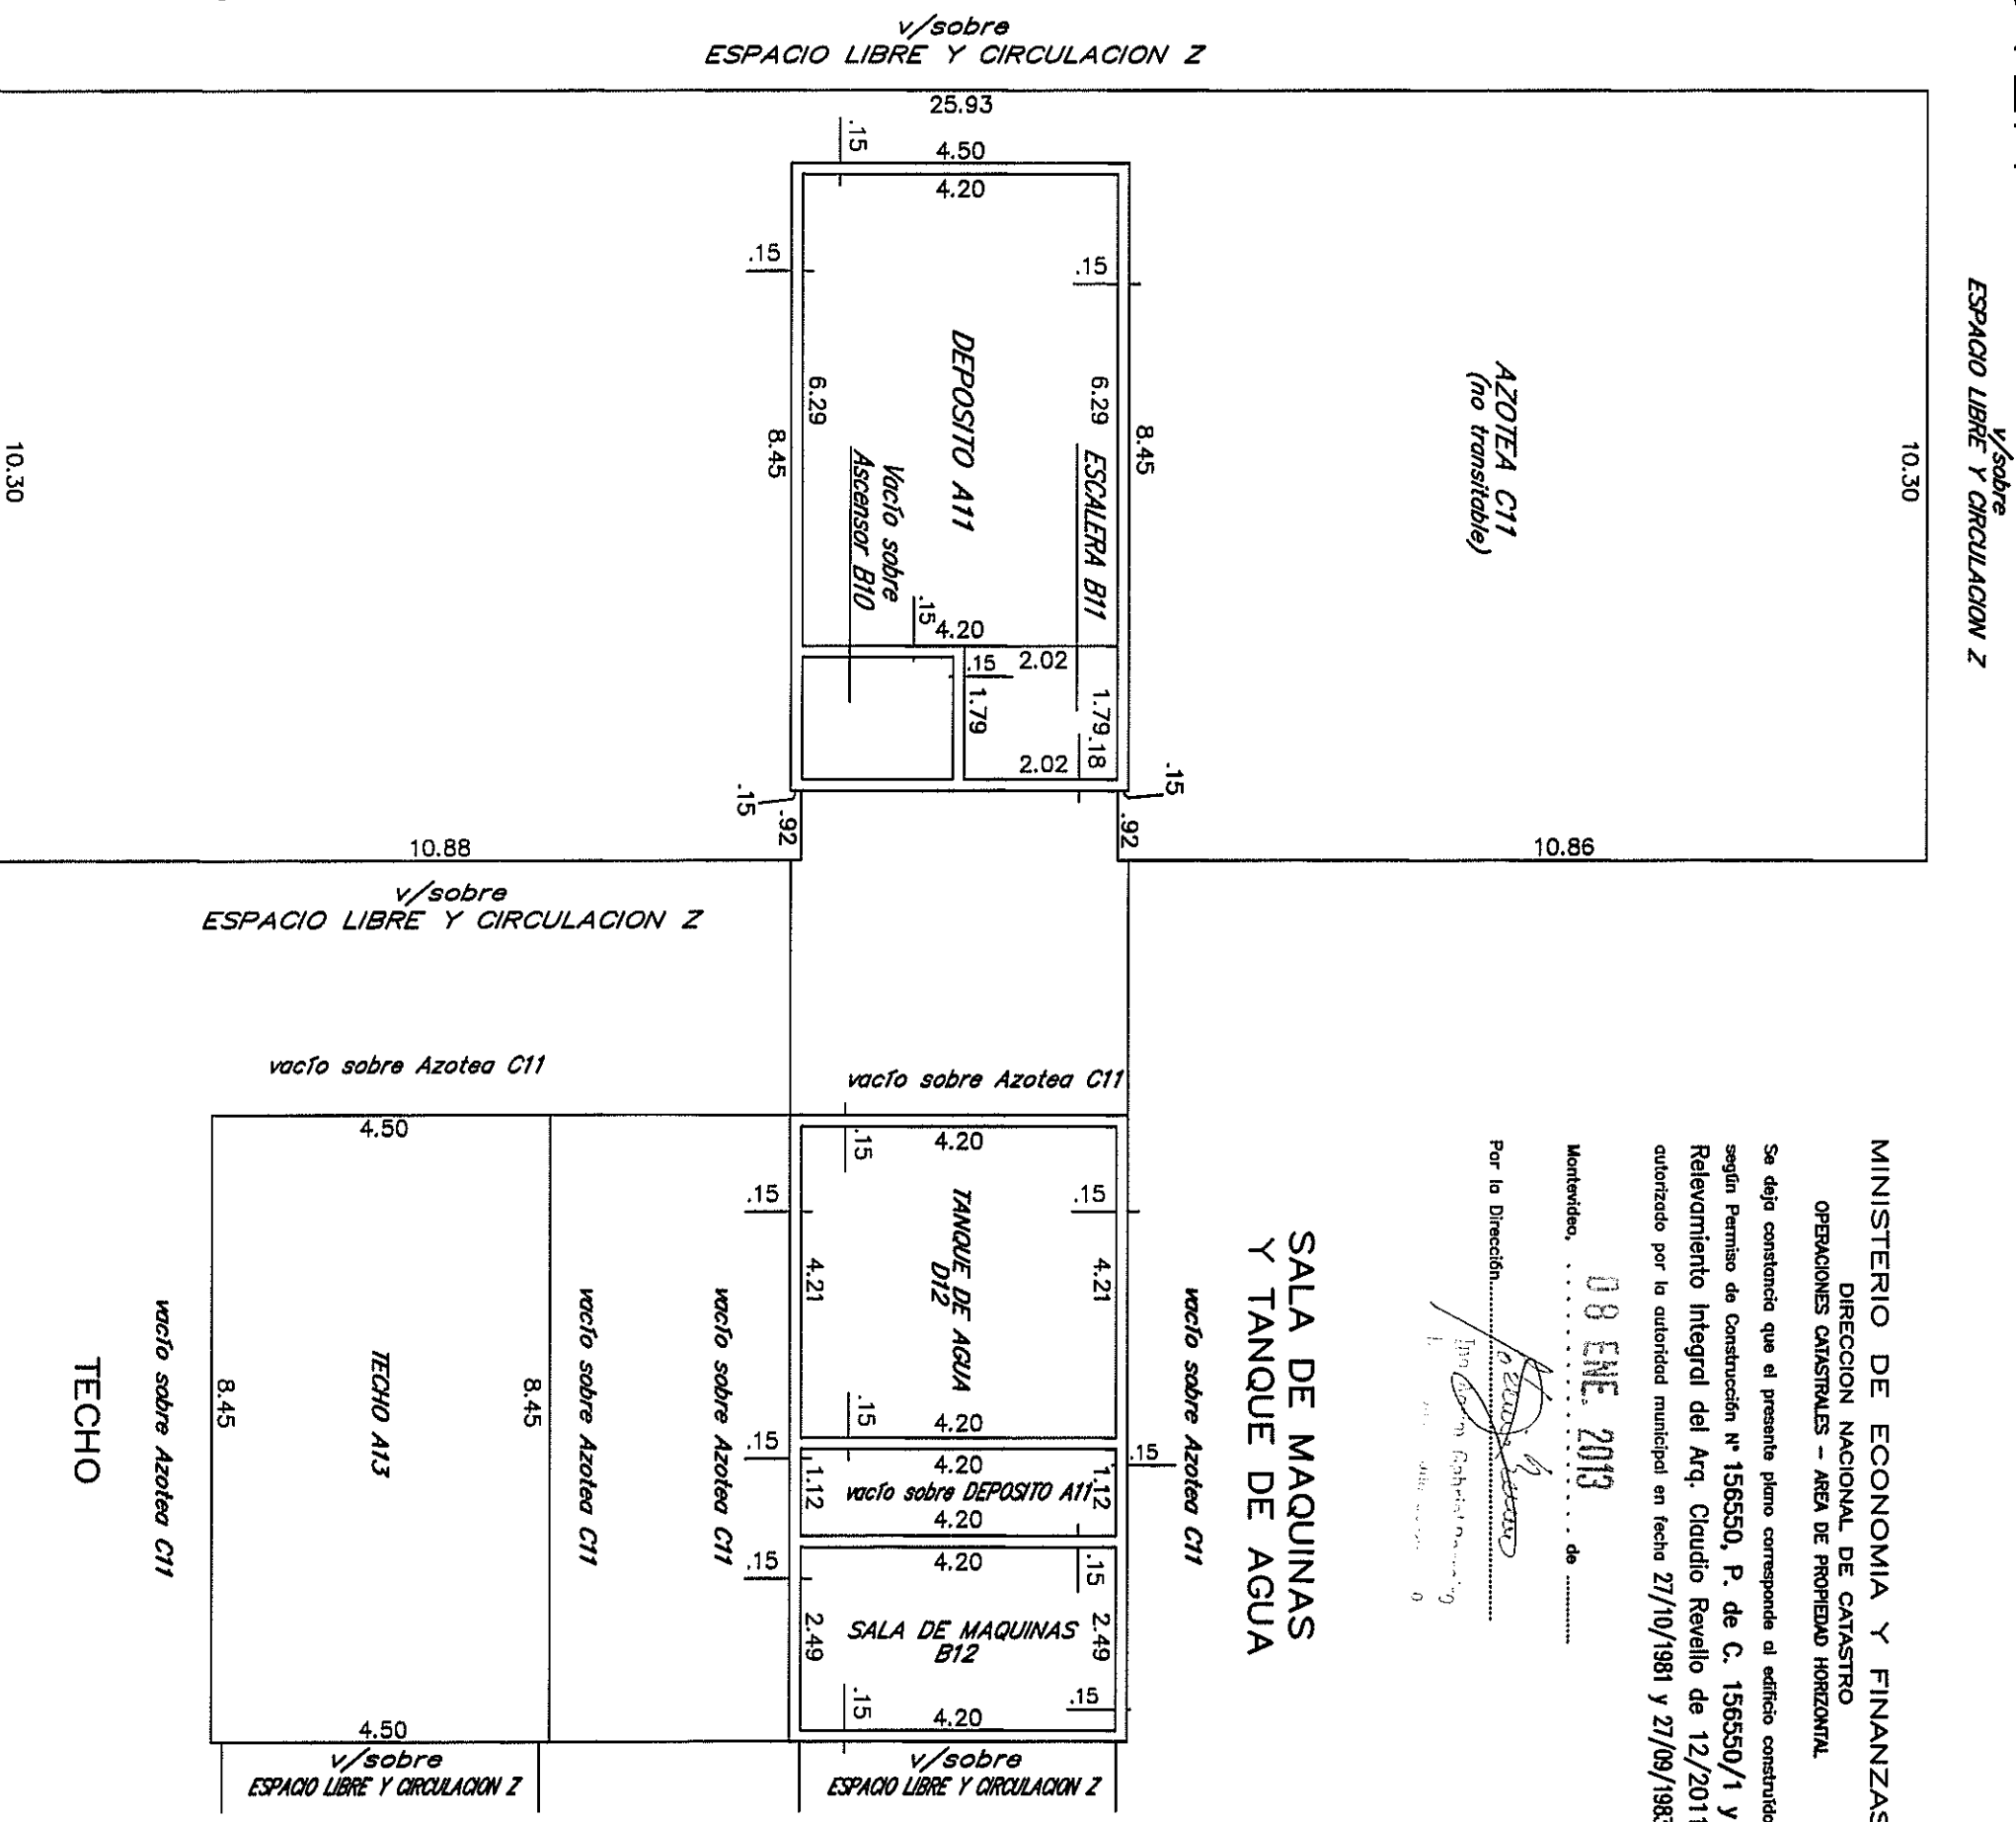 v/sobre
ESPACIO LIBRE Y CIRCULACION Z
25.93
.15
4.50
4.20
.15
.15
DEPOSITO A11
6.29
8.45
6.29
8.45
ESCALERA B11
Vacío sobre
Ascensor B10
.15
4.20
.15
2.02
1.79
1.79
.18
2.02
.15
.15
.92
.92
AZOTEA C11
(no transitable)
10.30
v/sobre
ESPACIO LIBRE Y CIRCULACION Z
10.30
10.88
10.86
v/sobre
ESPACIO LIBRE Y CIRCULACION Z
vacío sobre Azotea C11
4.50
8.45
TECHO A13
8.45
4.50
v/sobre
ESPACIO LIBRE Y CIRCULACION Z
vacío sobre Azotea C11
vacío sobre Azotea C11
TECHO
vacío sobre Azotea C11
.15
4.20
.15
.15
TANQUE DE AGUA
D12
4.21
4.21
.15
4.20
.15
.15
4.20
1.12
vacío sobre DEPOSITO A11
1.12
4.20
.15
4.20
.15
2.49
SALA DE MAQUINAS
B12
2.49
.15
.15
4.20
v/sobre
ESPACIO LIBRE Y CIRCULACION Z
vacío sobre Azotea C11
vacío sobre Azotea C11
SALA DE MAQUINAS
Y TANQUE DE AGUA
MINISTERIO DE ECONOMIA Y FINANZAS
DIRECCION NACIONAL DE CATASTRO
OPERACIONES CATASTRALES - AREA DE PROPIEDAD HORIZONTAL
Se deja constancia que el presente plano corresponde al edificio construído
según Permiso de Construcción Nº 156550, P. de C. 156550/1 y
Relevamiento Integral del Arq. Claudio Revello de 12/2011
autorizado por la autoridad municipal en fecha 27/10/1981 y 27/09/198
Montevideo, . . . . . . . . . . . . . . . . de ............
08 ENE. 2013
Por la Dirección